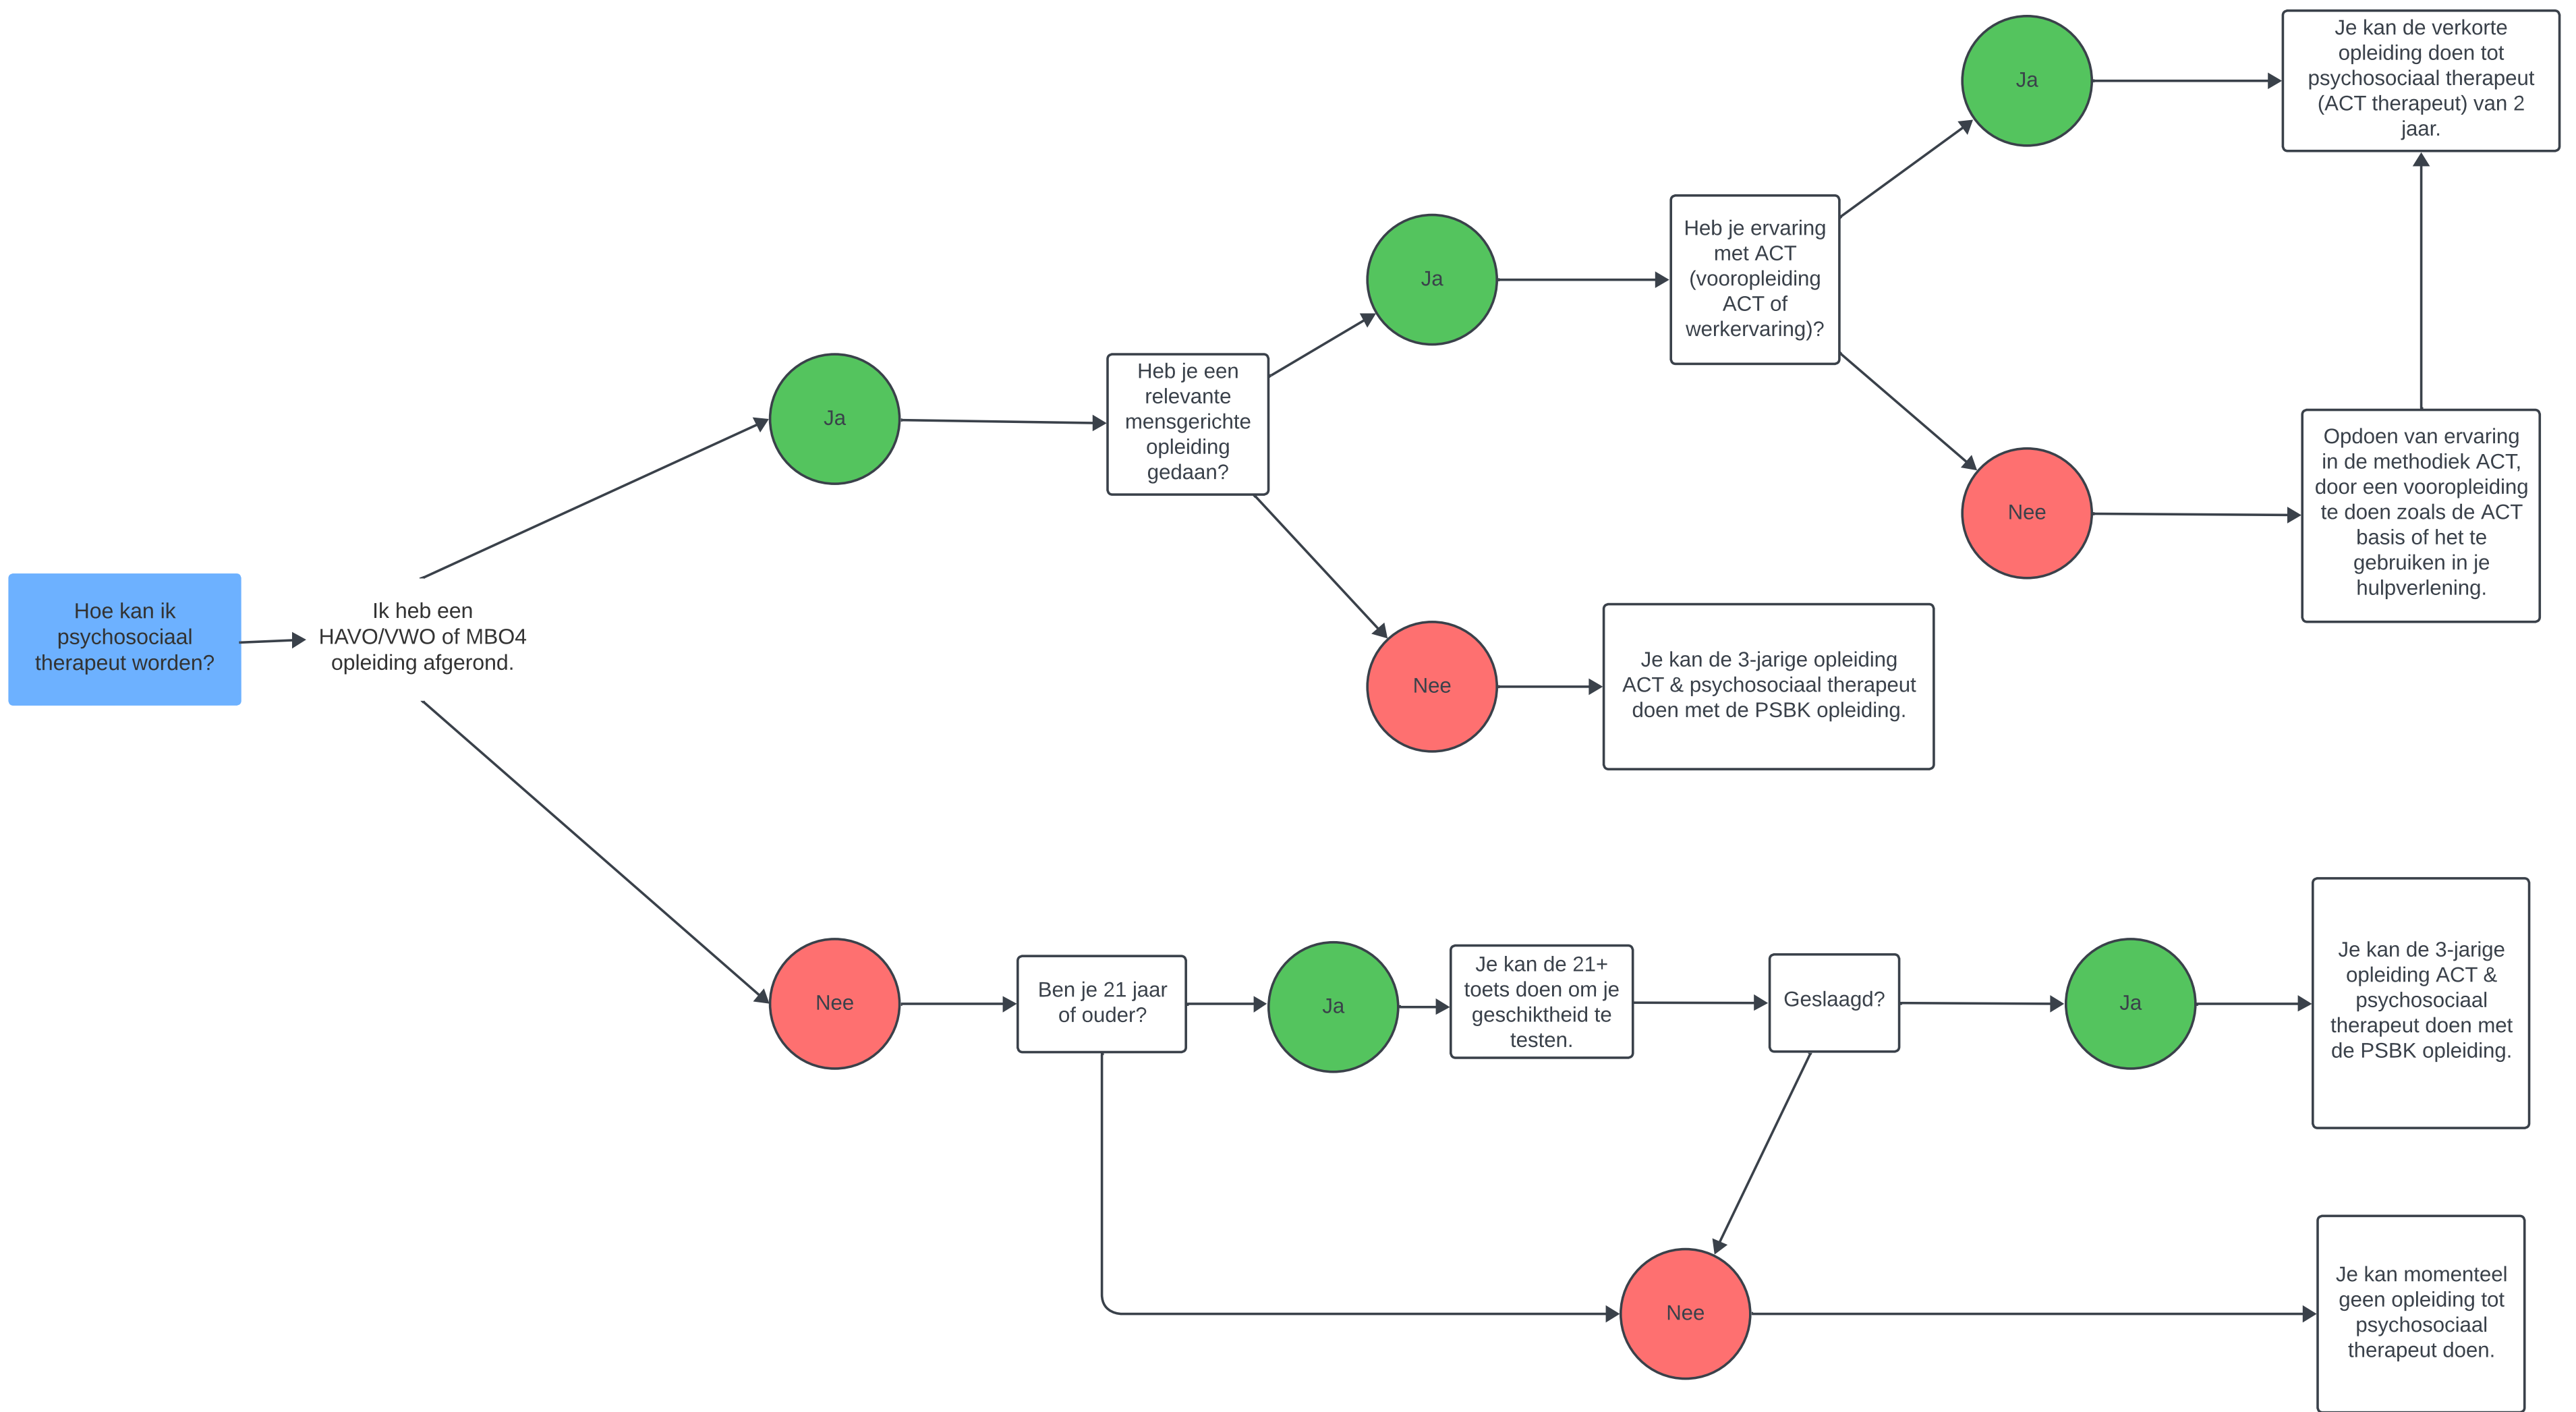 Hoe kan ik
psychosociaal
therapeut worden?
Ik heb een
HAVO/VWO of MBO4
opleiding afgerond.
Ja
Heb je een
relevante
mensgerichte
opleiding
gedaan?
Ja
Heb je ervaring
met ACT
(vooropleiding
ACT of
werkervaring)?
Ja
Je kan de verkorte
opleiding doen tot
psychosociaal therapeut
(ACT therapeut) van 2
jaar.
Nee
Opdoen van ervaring
in de methodiek ACT,
door een vooropleiding
te doen zoals de ACT
basis of het te
gebruiken in je
hulpverlening.
Nee
Je kan de 3-jarige opleiding
ACT & psychosociaal therapeut
doen met de PSBK opleiding.
Nee
Ben je 21 jaar
of ouder?
Ja
Je kan de 21+
toets doen om je
geschiktheid te
testen.
Geslaagd?
Ja
Je kan de 3-jarige
opleiding ACT &
psychosociaal
therapeut doen met
de PSBK opleiding.
Nee
Je kan momenteel
geen opleiding tot
psychosociaal
therapeut doen.